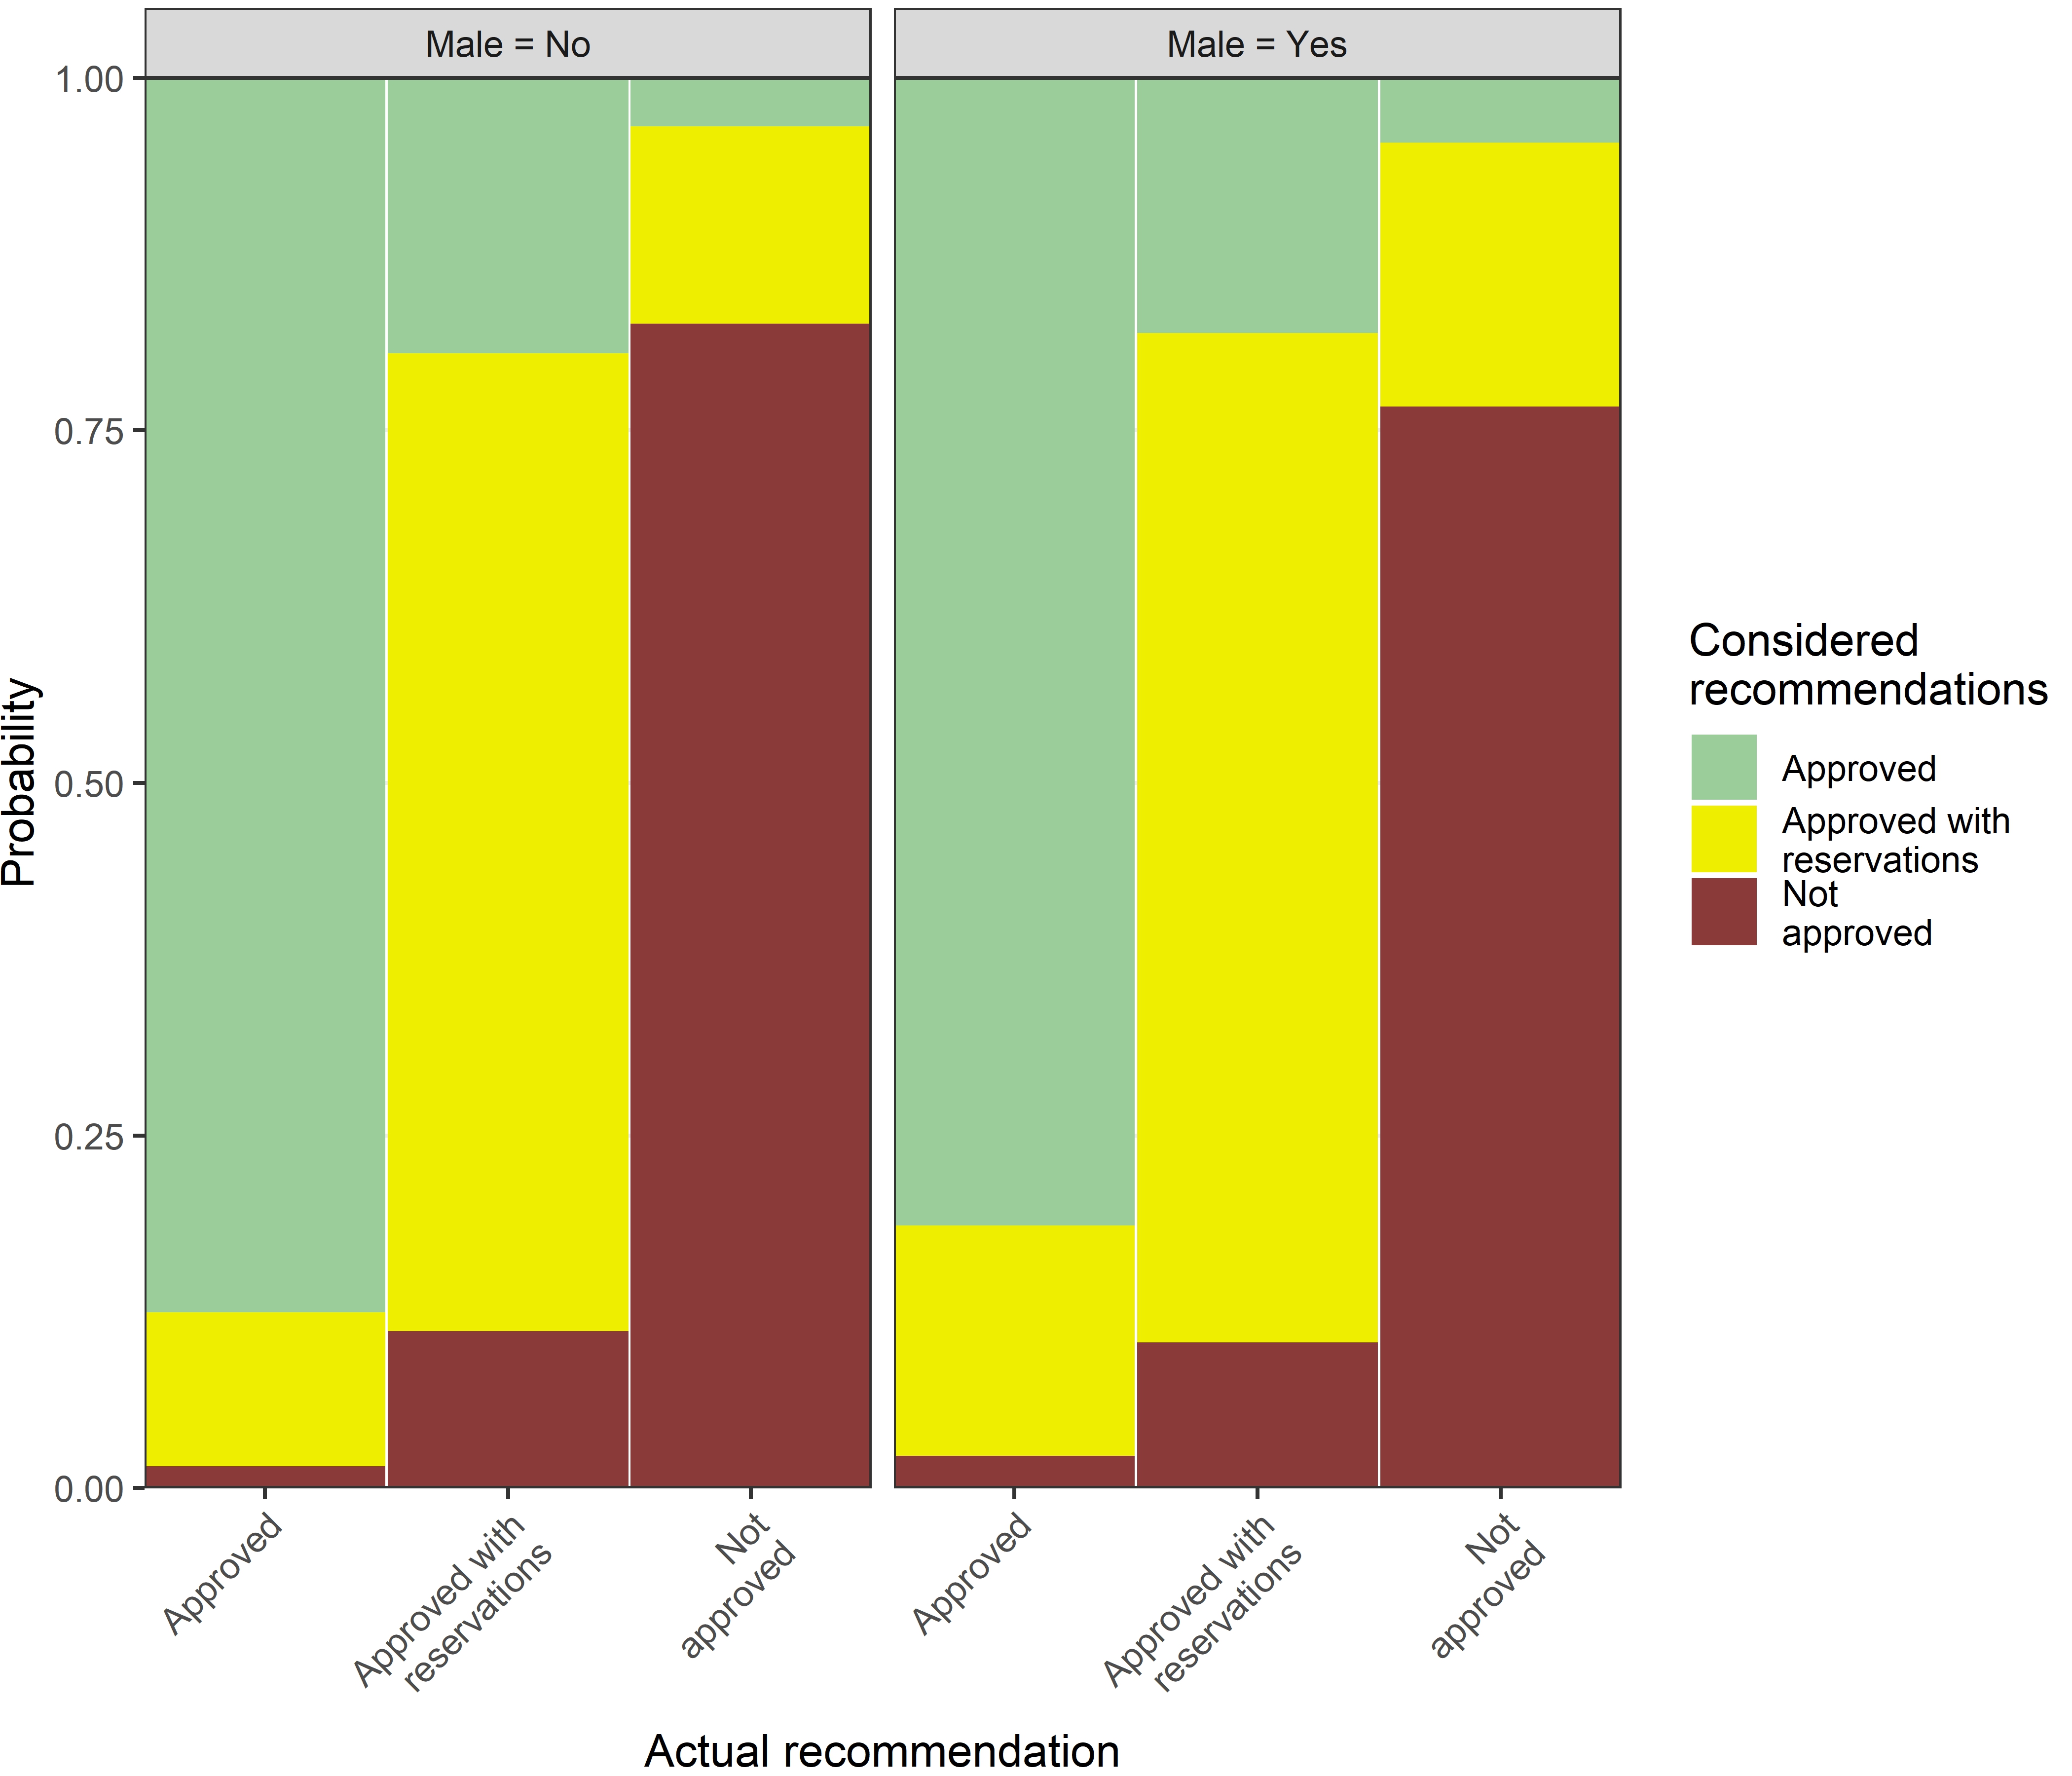 Male = No
Male = Yes
1.00
0.75
0.50
0.25
0.00
Probability
Approved
Approved with
reservations
Not
approved
Approved
Approved with
reservations
Not
approved
Actual recommendation
Considered
recommendations
Approved
Approved with
reservations
Not
approved